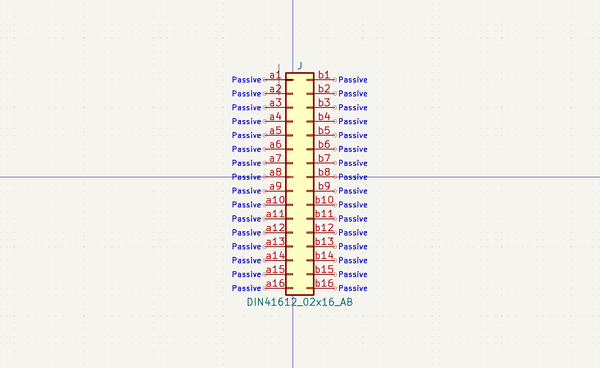 J
Passive a1 b1 Passive
Passive a2 b2 Passive
Passive a3 b3 Passive
Passive a4 b4 Passive
Passive a5 b5 Passive
Passive a6 b6 Passive
Passive a7 b7 Passive
Passive a8 b8 Passive
Passive a9 b9 Passive
Passive a10 b10 Passive
Passive a11 b11 Passive
Passive a12 b12 Passive
Passive a13 b13 Passive
Passive a14 b14 Passive
Passive a15 b15 Passive
Passive a16 b16 Passive
DIN41612_02x16_AB